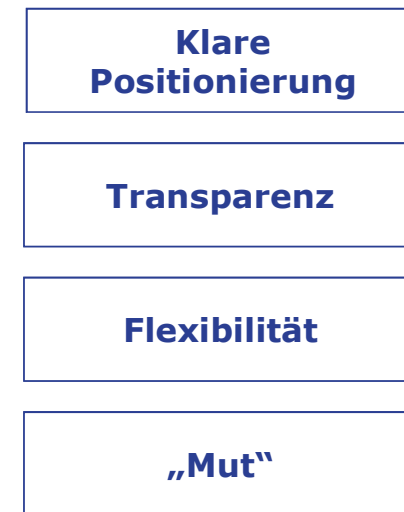 Klare
Positionierung
Transparenz
Flexibilität
„Mut“